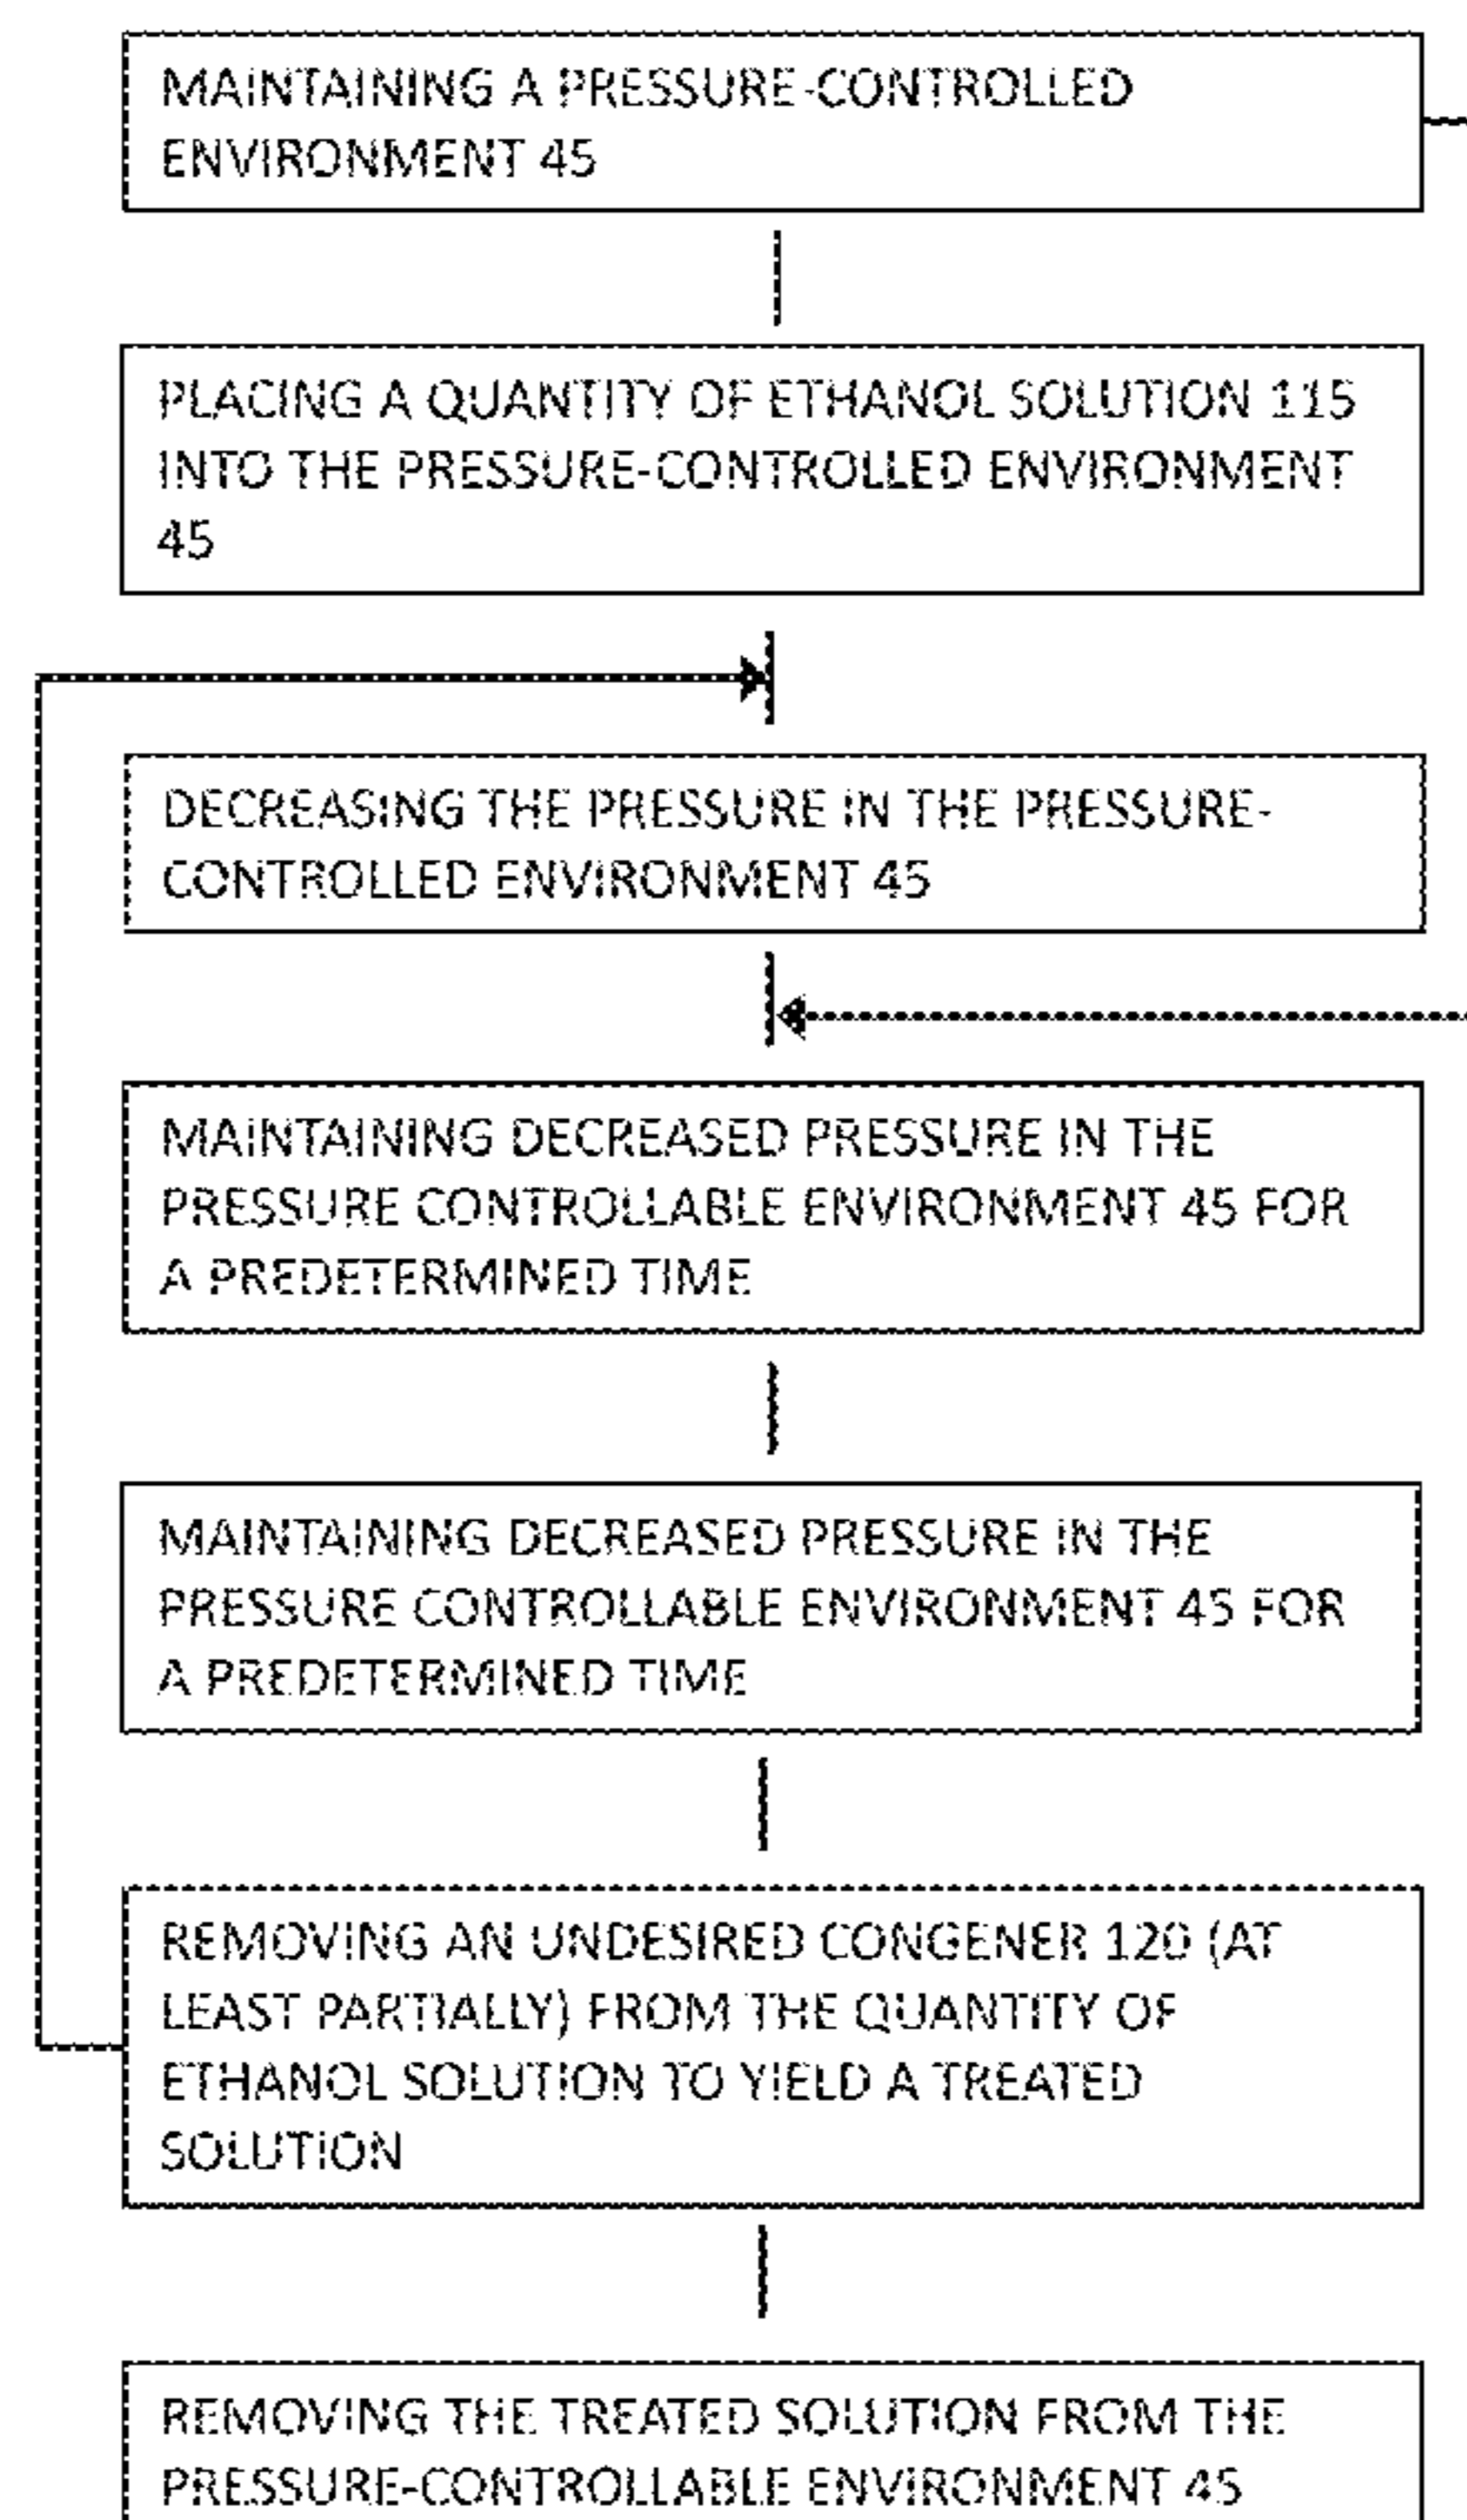 MAINTAINING A PRESSURE-CONTROLLED
ENVIRONMENT 45
PLACING A QUANTITY OF ETHANOL SOLUTION 115
INTO THE PRESSURE-CONTROLLED ENVIRONMENT
45
DECREASING THE PRESSURE IN THE PRESSURE-
CONTROLLED ENVIRONMENT 45
MAINTAINING DECREASED PRESSURE IN THE
PRESSURE CONTROLLABLE ENVIRONMENT 45 FOR
A PREDETERMINED TIME
MAINTAINING DECREASED PRESSURE IN THE
PRESSURE CONTROLLABLE ENVIRONMENT 45 FOR
A PREDETERMINED TIME
REMOVING AN UNDESIRED CONGENER 120 (AT
LEAST PARTIALLY) FROM THE QUANTITY OF
ETHANOL SOLUTION TO YIELD A TREATED
SOLUTION
REMOVING THE TREATED SOLUTION FROM THE
PRESSURE-CONTROLLABLE ENVIRONMENT 45